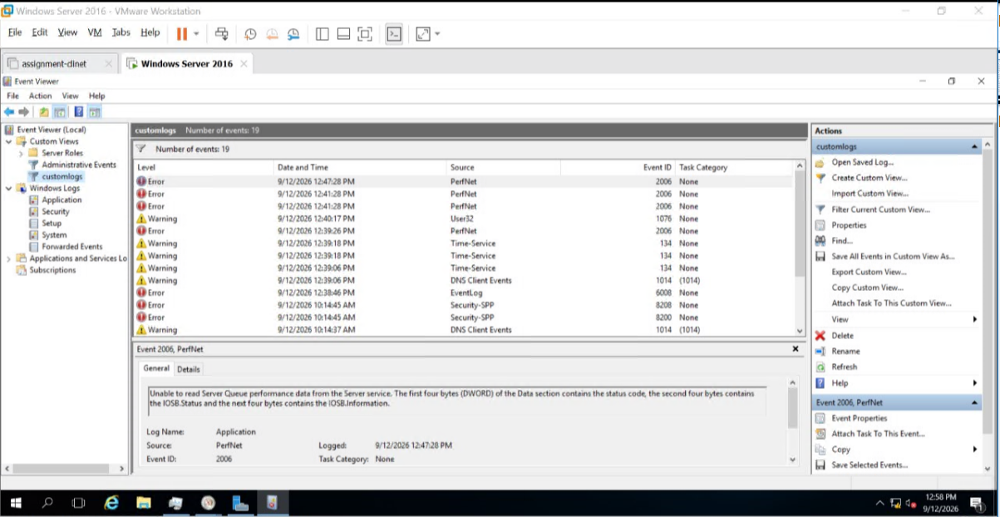 Windows Server 2016 - VMware Workstation
File Edit View VM Tabs Help
assignment-dinet
Windows Server 2016
Event Viewer
File Action View Help
Event Viewer (Local)
Custom Views
Server Roles
Administrative Events
customlogs
Windows Logs
Application
Security
Setup
System
Forwarded Events
Applications and Services Lo
Subscriptions
customlogs Number of events: 19
Number of events: 19
Level Date and Time Source Event ID Task Category
Error 9/12/2026 12:47:28 PM PerfNet 2006 None
Error 9/12/2026 12:41:28 PM PerfNet 2006 None
Error 9/12/2026 12:41:28 PM PerfNet 2006 None
Warning 9/12/2026 12:40:17 PM User32 1076 None
Error 9/12/2026 12:39:26 PM PerfNet 2006 None
Warning 9/12/2026 12:39:18 PM Time-Service 134 None
Warning 9/12/2026 12:39:18 PM Time-Service 134 None
Warning 9/12/2026 12:39:06 PM Time-Service 134 None
Warning 9/12/2026 12:39:06 PM DNS Client Events 1014 (1014)
Error 9/12/2026 12:38:46 PM EventLog 6008 None
Error 9/12/2026 10:14:45 AM Security-SPP 8208 None
Error 9/12/2026 10:14:45 AM Security-SPP 8200 None
Warning 9/12/2026 10:14:37 AM DNS Client Events 1014 (1014)
Event 2006, PerfNet
General Details
Unable to read Server Queue performance data from the Server service. The first four bytes (DWORD) of the Data section contains the status code, the second four bytes contains
the IOSB.Status and the next four bytes contains the IOSB.Information.
Log Name: Application
Source: PerfNet Logged: 9/12/2026 12:47:28 PM
Event ID: 2006 Task Category: None
Actions
customlogs
Open Saved Log...
Create Custom View...
Import Custom View...
Filter Current Custom View...
Properties
Find...
Save All Events in Custom View As...
Export Custom View...
Copy Custom View...
Attach Task To This Custom View...
View
Delete
Rename
Refresh
Help
Event 2006, PerfNet
Event Properties
Attach Task To This Event...
Copy
Save Selected Events...
12:58 PM
9/12/2026
1